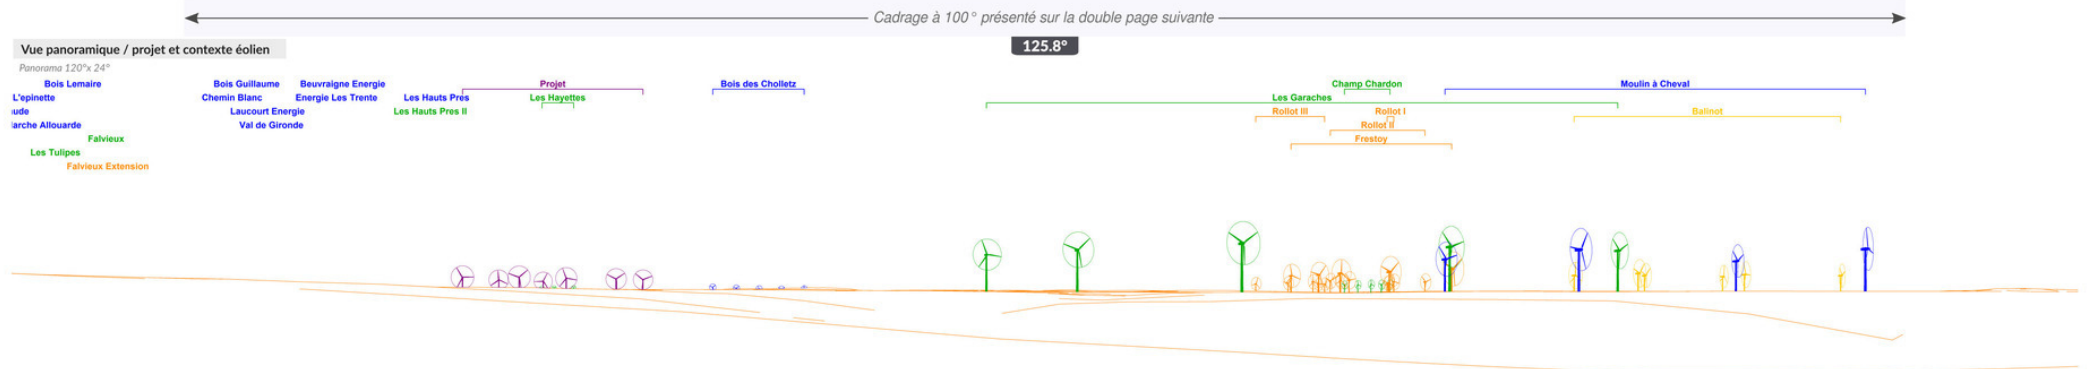 Cadrage à 100° présenté sur la double page suivante
125.8°
Vue panoramique / projet et contexte éolien
Panorama 120°x 24°
Bois Lemaire Bois Guillaume Beuvraigne Energie Projet Bois des Cholletz Champ Chardon Moulin à Cheval
L'epinette Chemin Blanc Energie Les Trente Les Hauts Pres Les Hayettes Les Garaches
Laucourt Energie Les Hauts Pres II Rollot III Rollot I Balinot
arche Allouarde Val de Gironde Rollot II
Falvieux Frestoy
Les Tulipes
Falvieux Extension